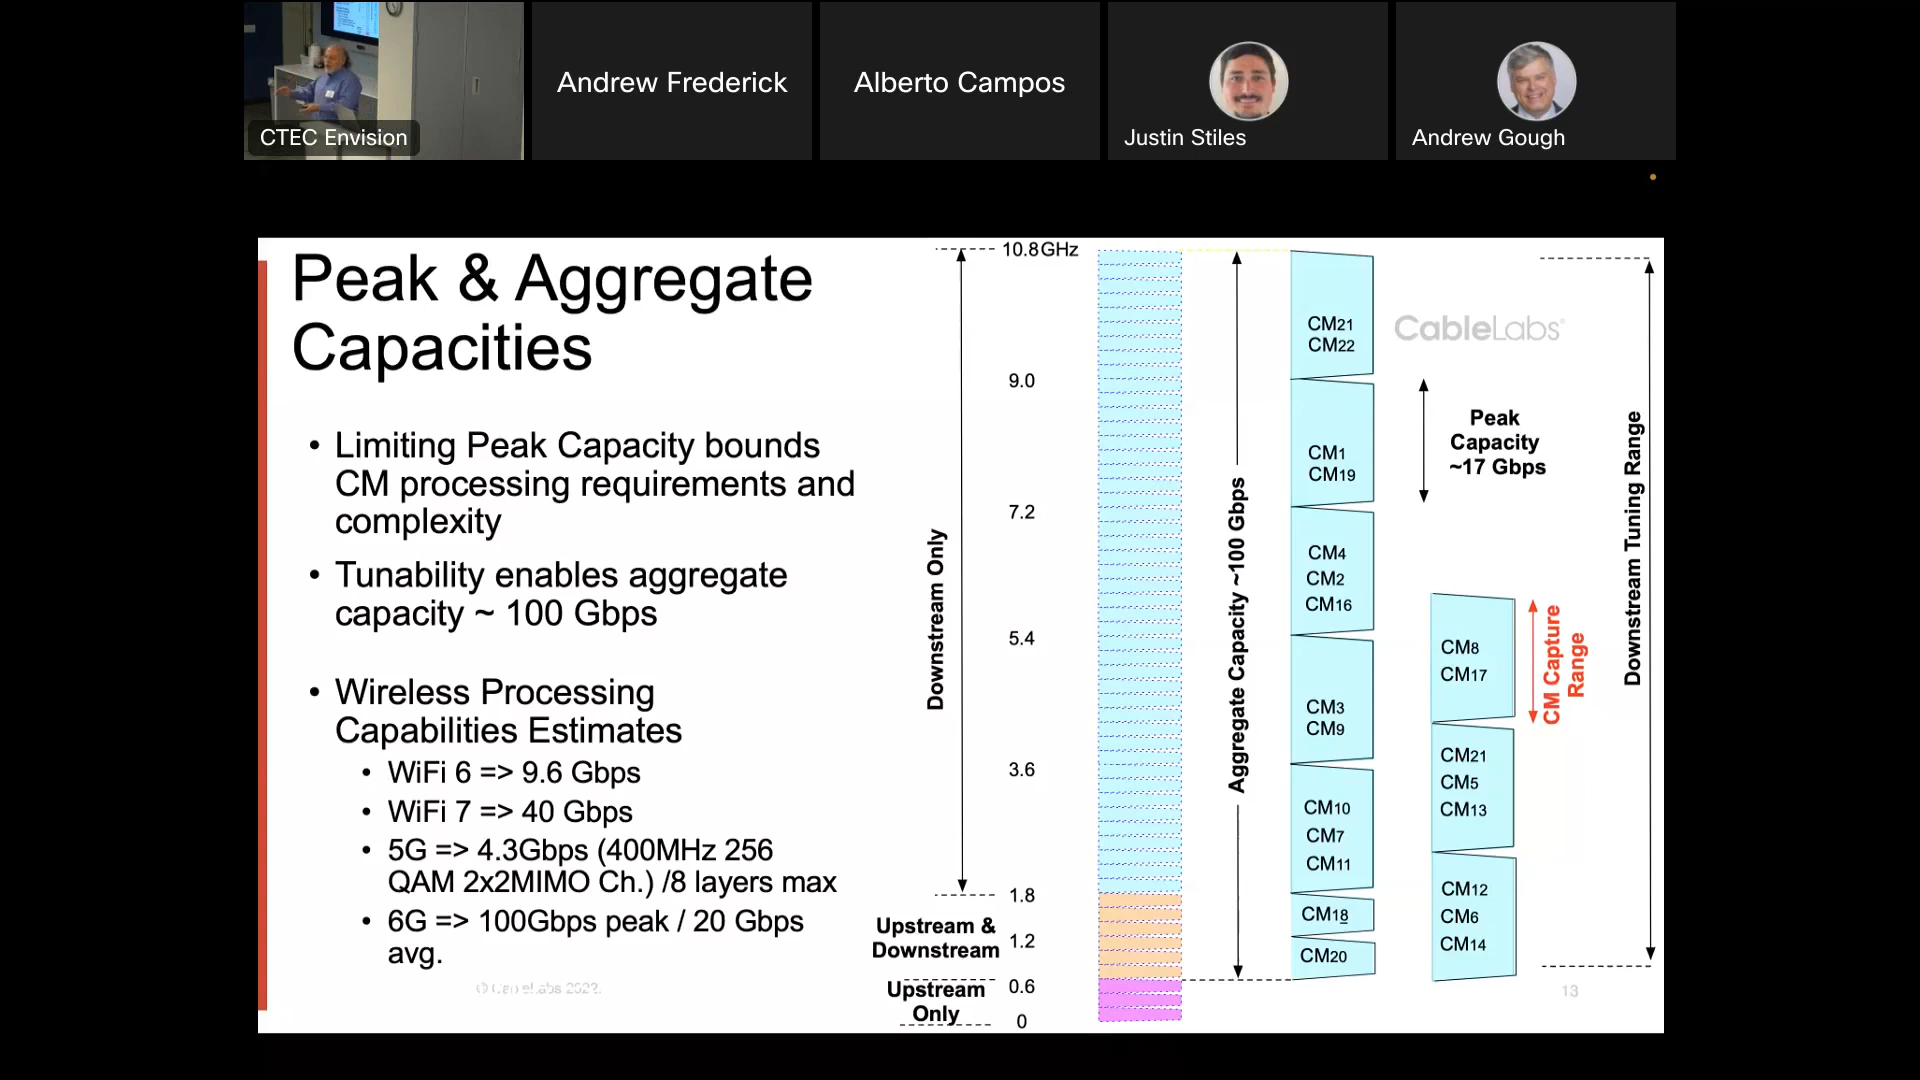 CTEC Envision
Andrew Frederick
Alberto Campos
Justin Stiles
Andrew Gough
Peak & Aggregate
Capacities
• Limiting Peak Capacity bounds
CM processing requirements and
complexity
• Tunability enables aggregate
capacity ~ 100 Gbps
• Wireless Processing
Capabilities Estimates
• WiFi 6 => 9.6 Gbps
• WiFi 7 => 40 Gbps
• 5G => 4.3Gbps (400MHz 256
QAM 2x2MIMO Ch.) /8 layers max
• 6G => 100Gbps peak / 20 Gbps
avg.
10.8GHz
9.0
7.2
5.4
3.6
1.8
1.2
0.6
0
Downstream Only
Upstream &
Downstream
Upstream
Only
Aggregate Capacity ~100 Gbps
CM21
CM22
CM1
CM19
CM4
CM2
CM16
CM3
CM9
CM10
CM7
CM11
CM18
CM20
CableLabs®
Peak
Capacity
~17 Gbps
CM8
CM17
CM21
CM5
CM13
CM12
CM6
CM14
CM Capture
Range
Downstream Tuning Range
13